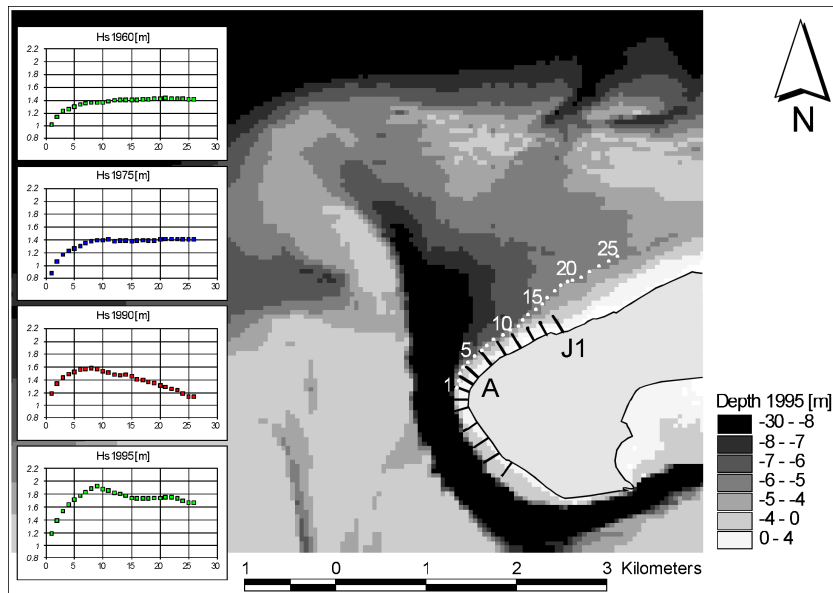 Hs 1960 [m]
2.2
2
1.8
1.6
1.4
1.2
1
0.8
0 5 10 15 20 25 30
Hs 1975 [m]
2.2
2
1.8
1.6
1.4
1.2
1
0.8
0 5 10 15 20 25 30
Hs 1990 [m]
2.2
2
1.8
1.6
1.4
1.2
1
0.8
0 5 10 15 20 25 30
Hs 1995 [m]
2.2
2
1.8
1.6
1.4
1.2
1
0.8
0 5 10 15 20 25 30
N
25
20
15
10
5
1
J1
A
Depth 1995 [m]
-30 - -8
-8 - -7
-7 - -6
-6 - -5
-5 - -4
-4 - 0
0 - 4
1 0 1 2 3 Kilometers